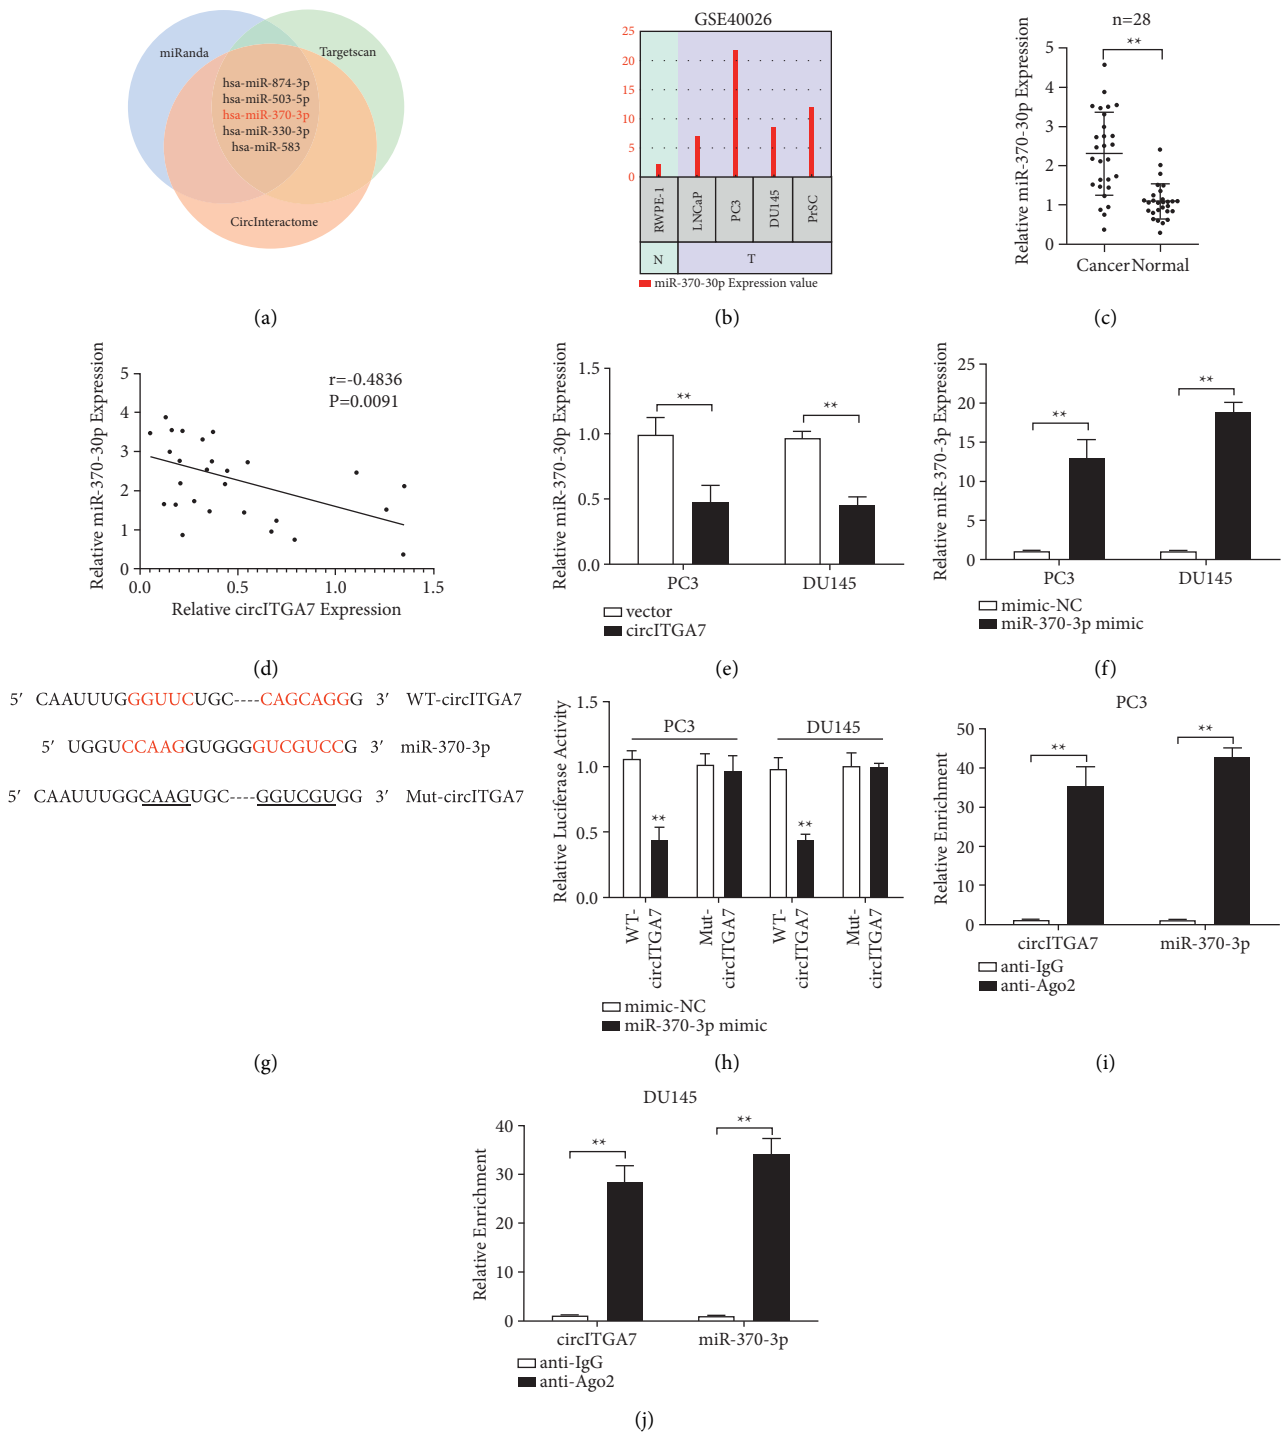 miRanda
Targetscan
hsa-miR-874-3p
hsa-miR-503-5p
hsa-miR-370-3p
hsa-miR-330-3p
hsa-miR-583
CircInteractome
(a)
GSE40026
25
20
15
10
5
0
RWPE-1
LNCaP
PC3
DU145
PrSC
N
T
miR-370-30p Expression value
(b)
n=28
Relative miR-370-30p Expression
5
4
3
2
1
0
**
Cancer Normal
(c)
Relative miR-370-30p Expression
5
4
3
2
1
0
r=-0.4836
P=0.0091
0.0
0.5
1.0
1.5
Relative circITGA7 Expression
(d)
Relative miR-370-30p Expression
1.5
1.0
0.5
0.0
**
**
PC3
DU145
vector
circITGA7
(e)
Relative miR-370-3p Expression
25
20
15
10
5
0
**
**
PC3
DU145
mimic-NC
miR-370-3p mimic
(f)
5′ CAAUUUGGGUUCUGC----CAGCAGGG 3′ WT-circITGA7
5′ UGGUCCAAGGUGGGGUCGUCCG 3′ miR-370-3p
5′ CAAUUUGGCAAGUGC----GGUCGUGG 3′ Mut-circITGA7
(g)
Relative Luciferase Activity
1.5
1.0
0.5
0.0
PC3
DU145
**
**
WT-
circITGA7
Mut-
circITGA7
WT-
circITGA7
Mut-
circITGA7
mimic-NC
miR-370-3p mimic
(h)
PC3
Relative Enrichment
50
40
30
20
10
0
**
**
circITGA7
miR-370-3p
anti-IgG
anti-Ago2
(i)
DU145
Relative Enrichment
40
30
20
10
0
**
**
circITGA7
miR-370-3p
anti-IgG
anti-Ago2
(j)